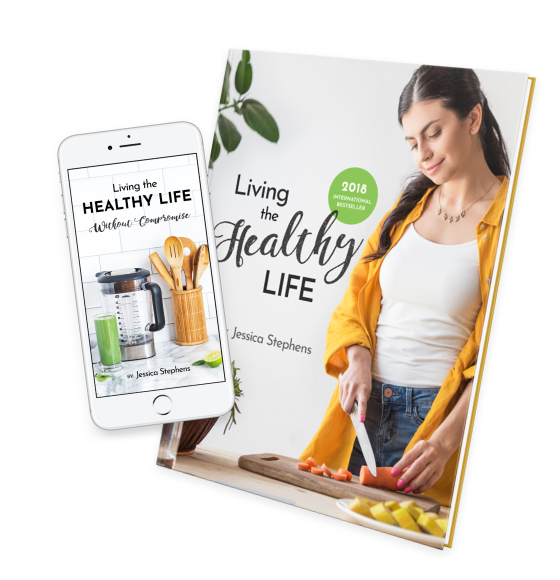 Living the
HEALTHY LIFE
Without Compromise
BY: Jessica Stephens
Living
the
Healthy
LIFE
2018
INTERNATIONAL
BESTSELLER
Jessica Stephens